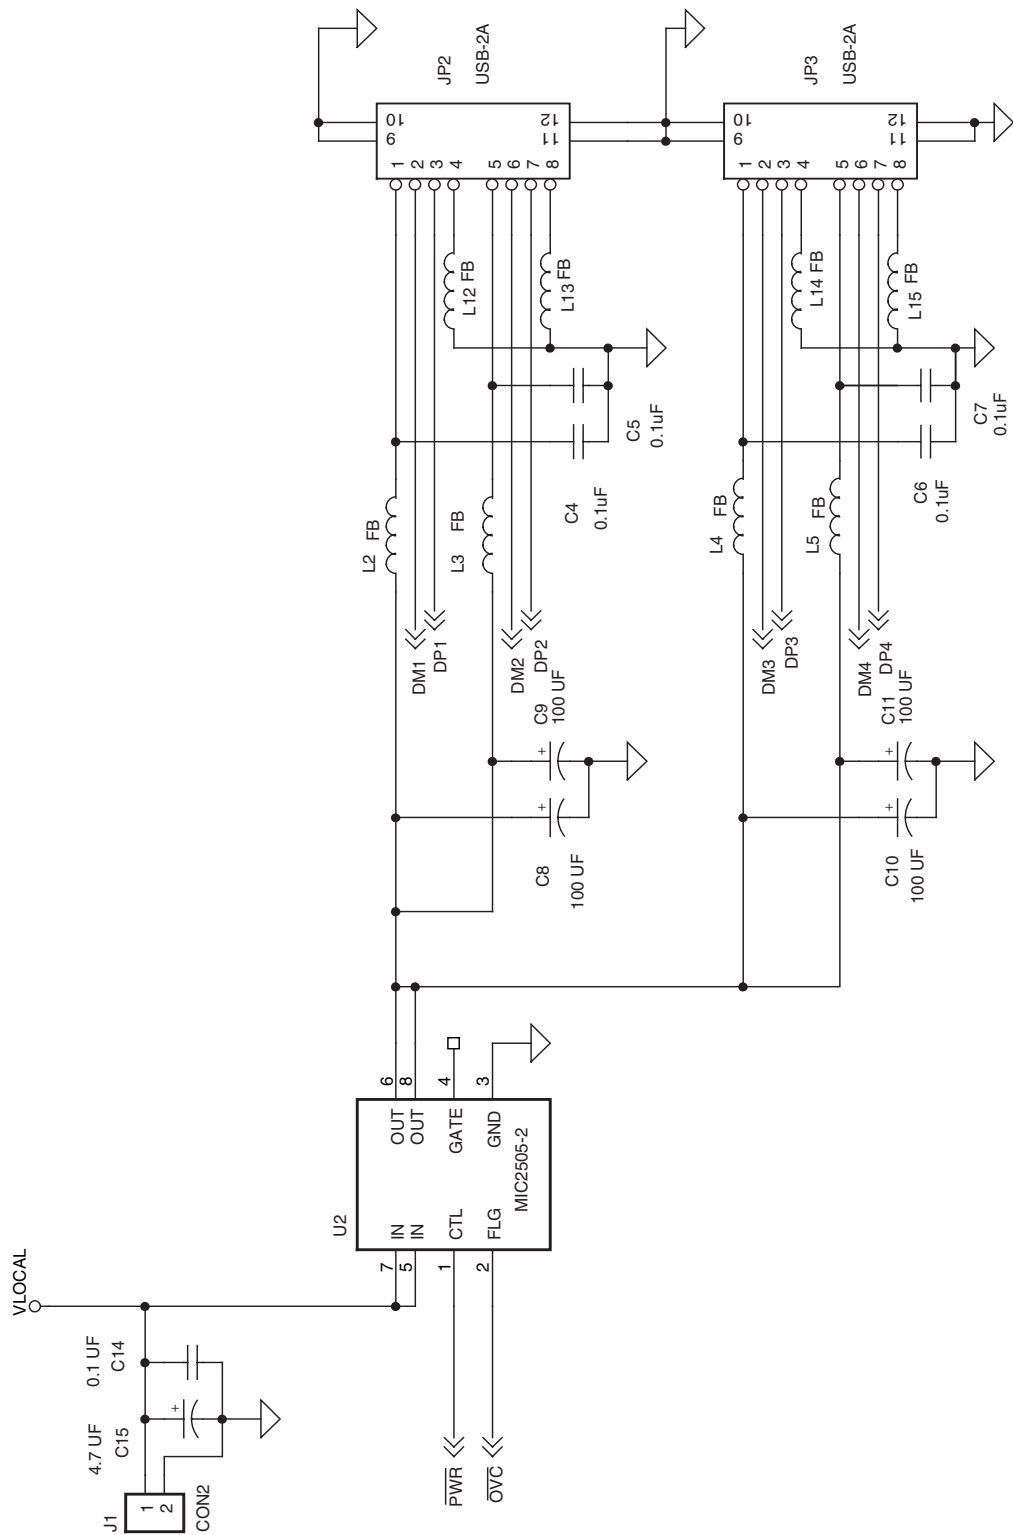 J1
1
2
CON2
4.7 UF
C15
+
0.1 UF
C14
VLOCAL
PWR
OVC
U2
7
5
1
2
IN
IN
CTL
FLG
MIC2505-2
OUT
OUT
GATE
GND
6
8
4
3
C8
100 UF
+
C9
100 UF
+
C10
100 UF
+
C11
100 UF
+
DM1
DP1
DM2
DP2
DM3
DP3
DM4
DP4
L2 FB
L3 FB
L4 FB
L5 FB
C4
0.1uF
C5
0.1uF
C6
0.1uF
C7
0.1uF
L12 FB
L13 FB
L14 FB
L15 FB
1
2
3
4
5
6
7
8
9
10
11
12
JP2
USB-2A
1
2
3
4
5
6
7
8
9
10
11
12
JP3
USB-2A